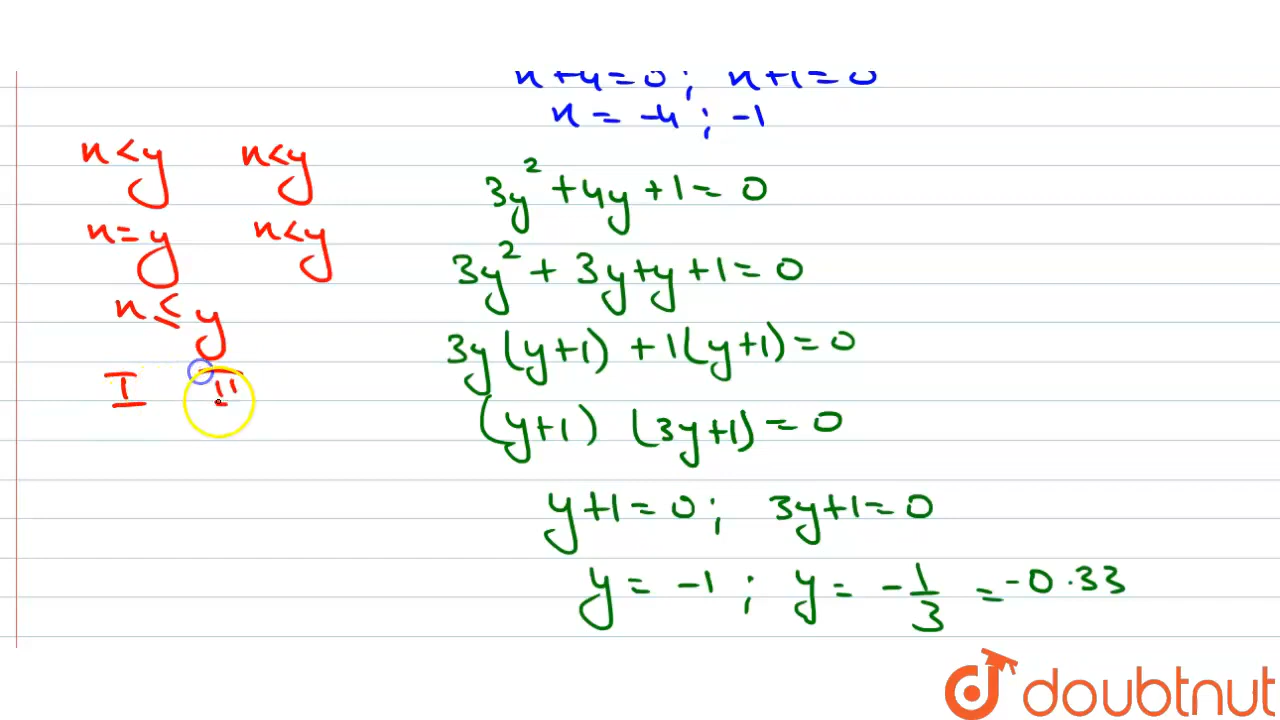 x+4=0 ; x+1=0
x = -4 ; -1
x<y x<y
x=y x<y
x≤y
I II
3y²+4y+1=0
3y²+3y+y+1=0
3y(y+1)+1(y+1)=0
(y+1) (3y+1)=0
y+1=0 ; 3y+1=0
y = -1 ; y = -1/3 = -0.33
doubtnut